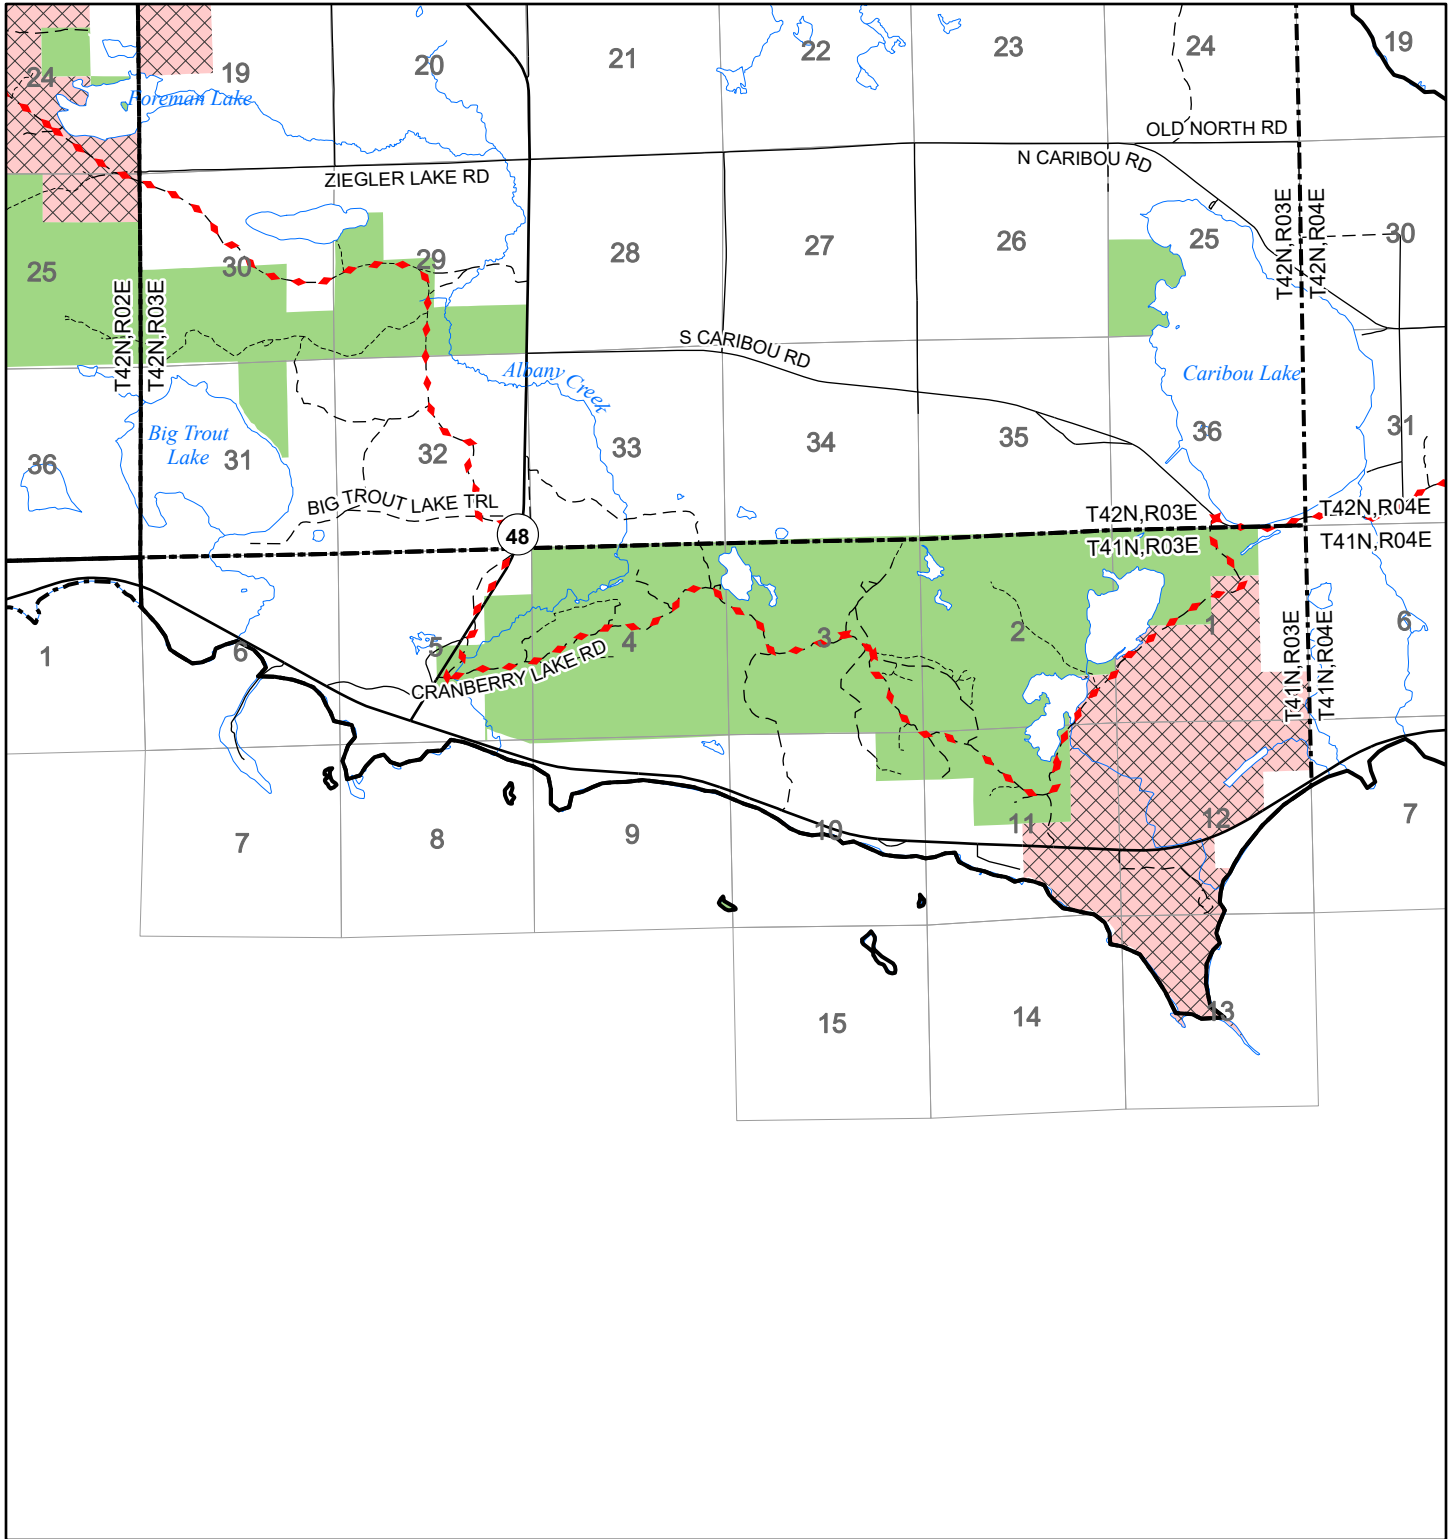 24
19
20
21
22
23
24
19
Foreman Lake
OLD NORTH RD
N CARIBOU RD
ZIEGLER LAKE RD
T42N,R03E
T42N,R04E
25
30
29
28
27
26
25
30
T42N,R02E
T42N,R03E
S CARIBOU RD
Albany Creek
Caribou Lake
36
Big Trout
Lake
31
32
33
34
35
36
31
BIG TROUT LAKE TRL
48
T42N,R03E
T41N,R03E
T42N,R04E
T41N,R04E
1
6
5
4
3
2
1
6
CRANBERRY LAKE RD
T41N,R03E
T41N,R04E
7
8
9
10
11
12
7
15
14
13